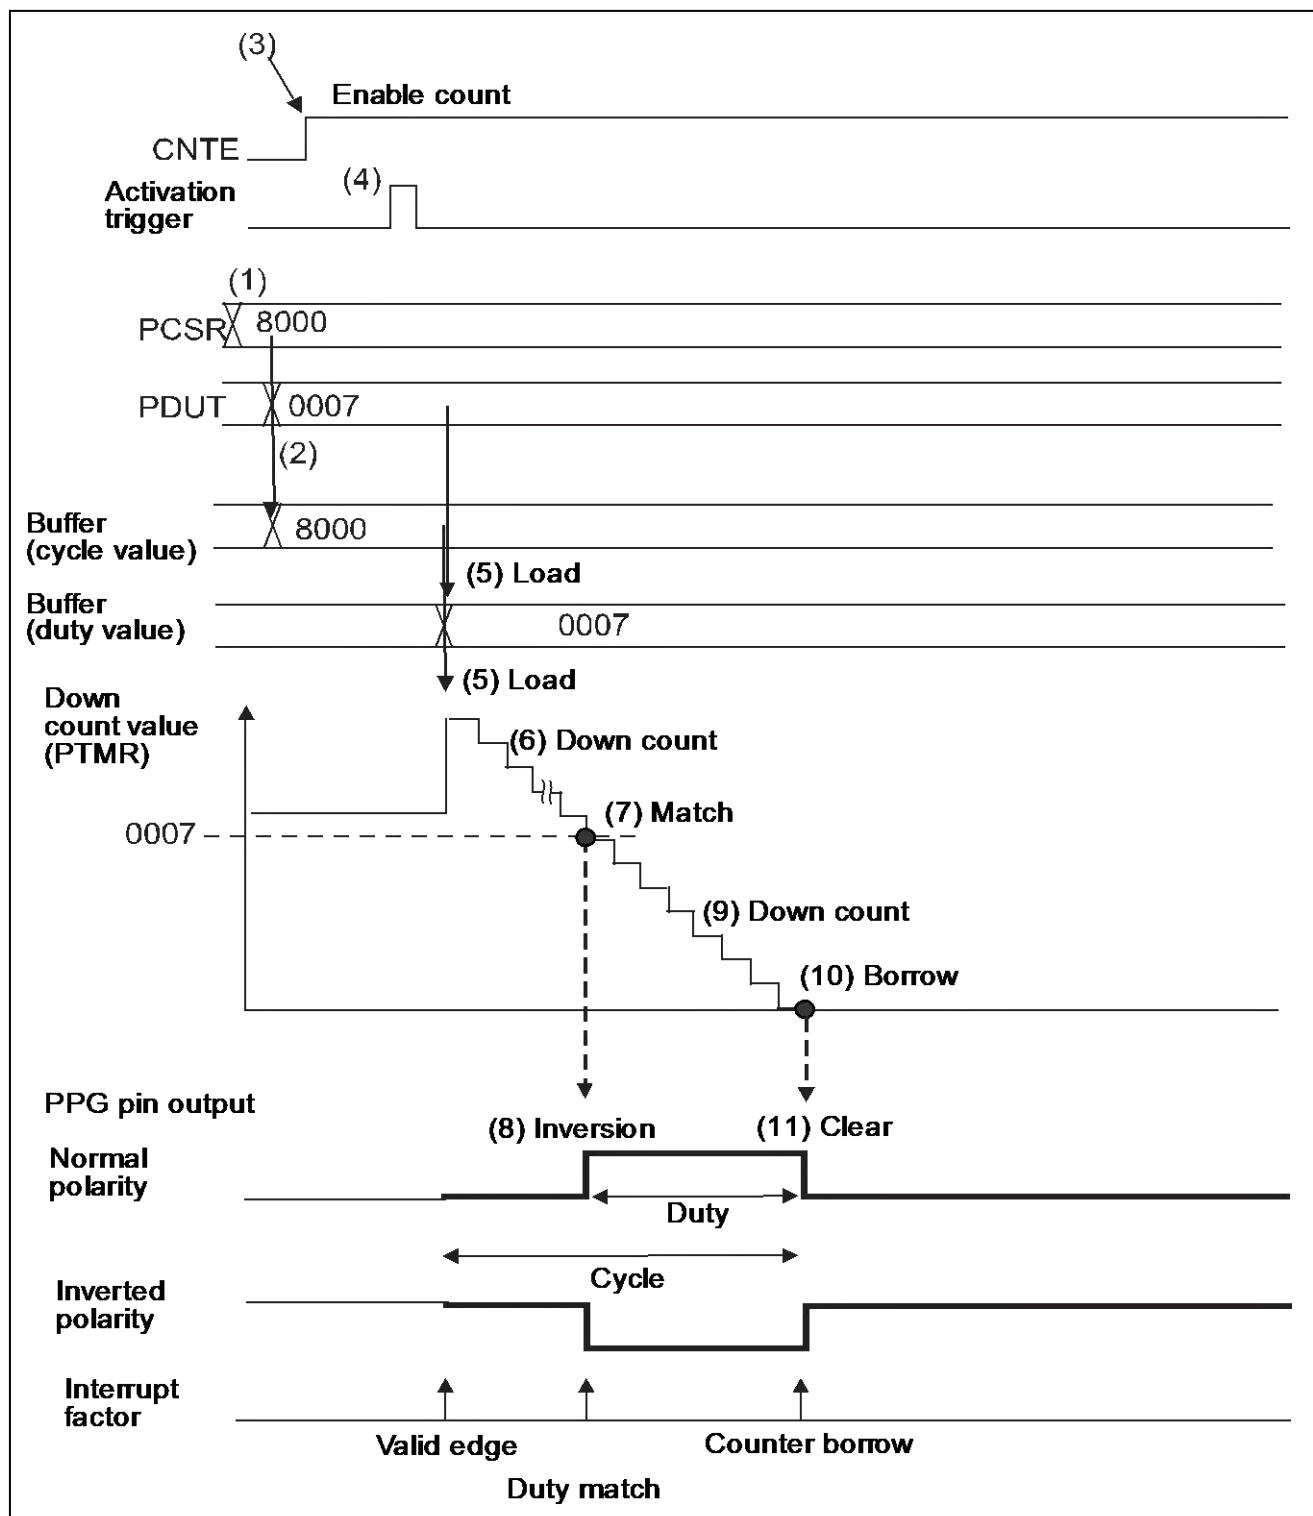 (3)
Enable count
CNTE
Activation
trigger
(4)
(1)
PCSR
8000
PDUT
0007
(2)
Buffer
(cycle value)
8000
(5) Load
Buffer
(duty value)
0007
(5) Load
Down
count value
(PTMR)
(6) Down count
(7) Match
0007
(9) Down count
(10) Borrow
PPG pin output
(8) Inversion
(11) Clear
Normal
polarity
Duty
Cycle
Inverted
polarity
Interrupt
factor
Valid edge
Counter borrow
Duty match